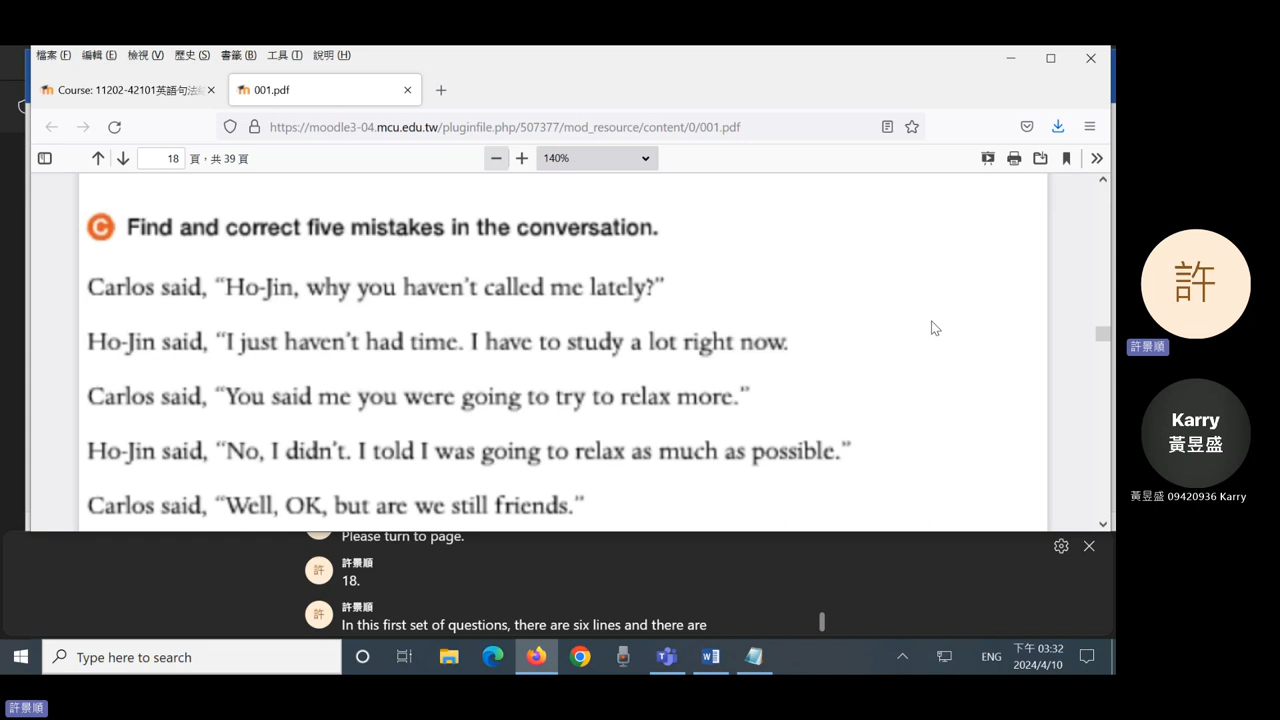 檔案 (F) 編輯 (E) 檢視 (V) 歷史 (S) 書籤 (B) 工具 (T) 說明 (H)
Course: 11202-42101英語句法
001.pdf
https://moodle3-04.mcu.edu.tw/pluginfile.php/507377/mod_resource/content/0/001.pdf
18 頁，共 39 頁
140%
C Find and correct five mistakes in the conversation.
Carlos said, “Ho-Jin, why you haven’t called me lately?”
Ho-Jin said, “I just haven’t had time. I have to study a lot right now.
Carlos said, “You said me you were going to try to relax more.”
Ho-Jin said, “No, I didn’t. I told I was going to relax as much as possible.”
Carlos said, “Well, OK, but are we still friends.”
許
許景順
Karry
黃昱盛
黃昱盛 09420936 Karry
Please turn to page.
許
許景順
18.
許
許景順
In this first set of questions, there are six lines and there are
Type here to search
ENG
下午 03:32
2024/4/10
許景順